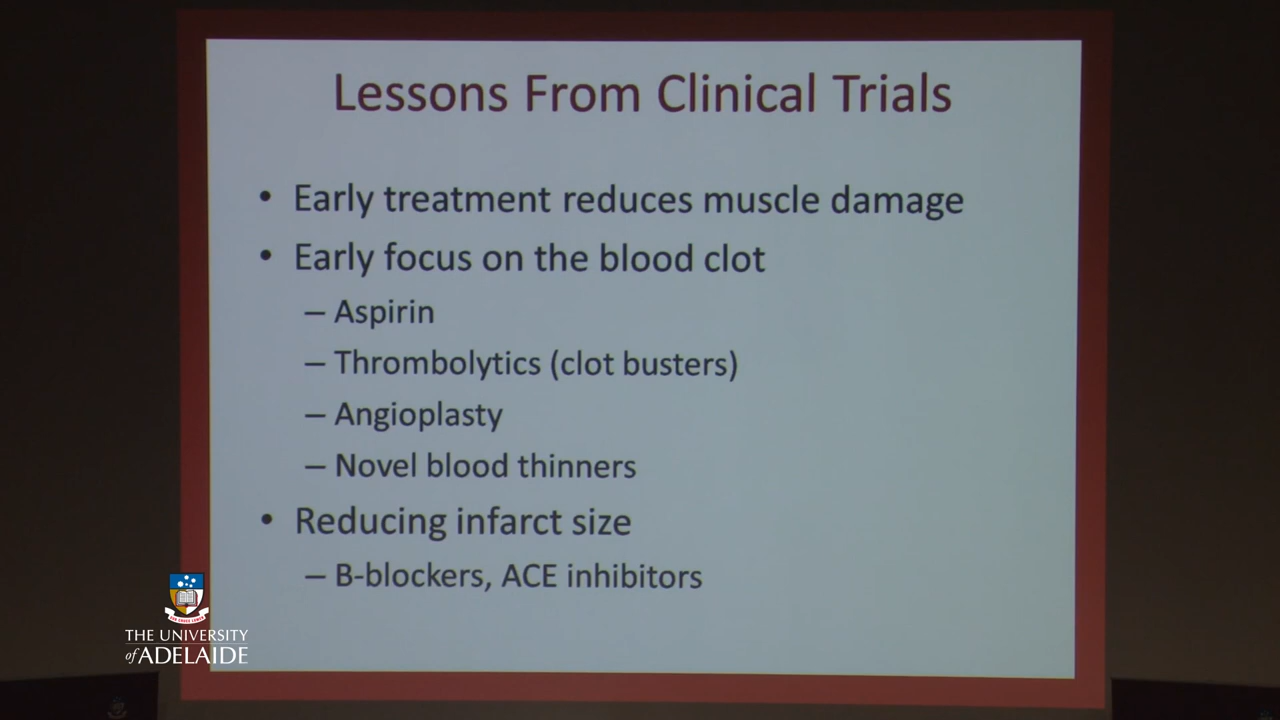 Lessons From Clinical Trials
• Early treatment reduces muscle damage
• Early focus on the blood clot
– Aspirin
– Thrombolytics (clot busters)
– Angioplasty
– Novel blood thinners
• Reducing infarct size
– B-blockers, ACE inhibitors
THE UNIVERSITY
of ADELAIDE